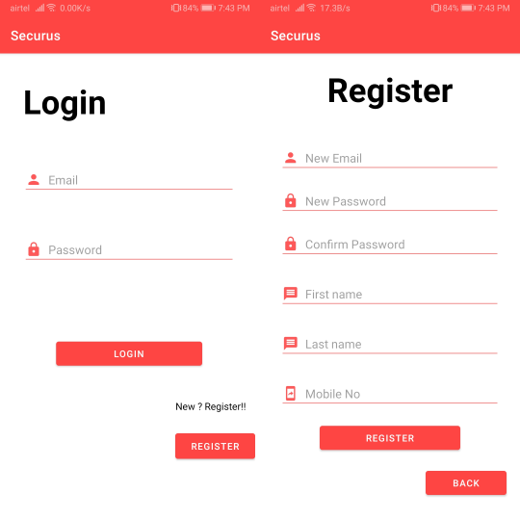 airtel 0.00K/s 84% 7:43 PM
Securus
Login
Email
Password
LOGIN
New ? Register!!
REGISTER
airtel 17.3B/s 84% 7:43 PM
Securus
Register
New Email
New Password
Confirm Password
First name
Last name
Mobile No
REGISTER
BACK